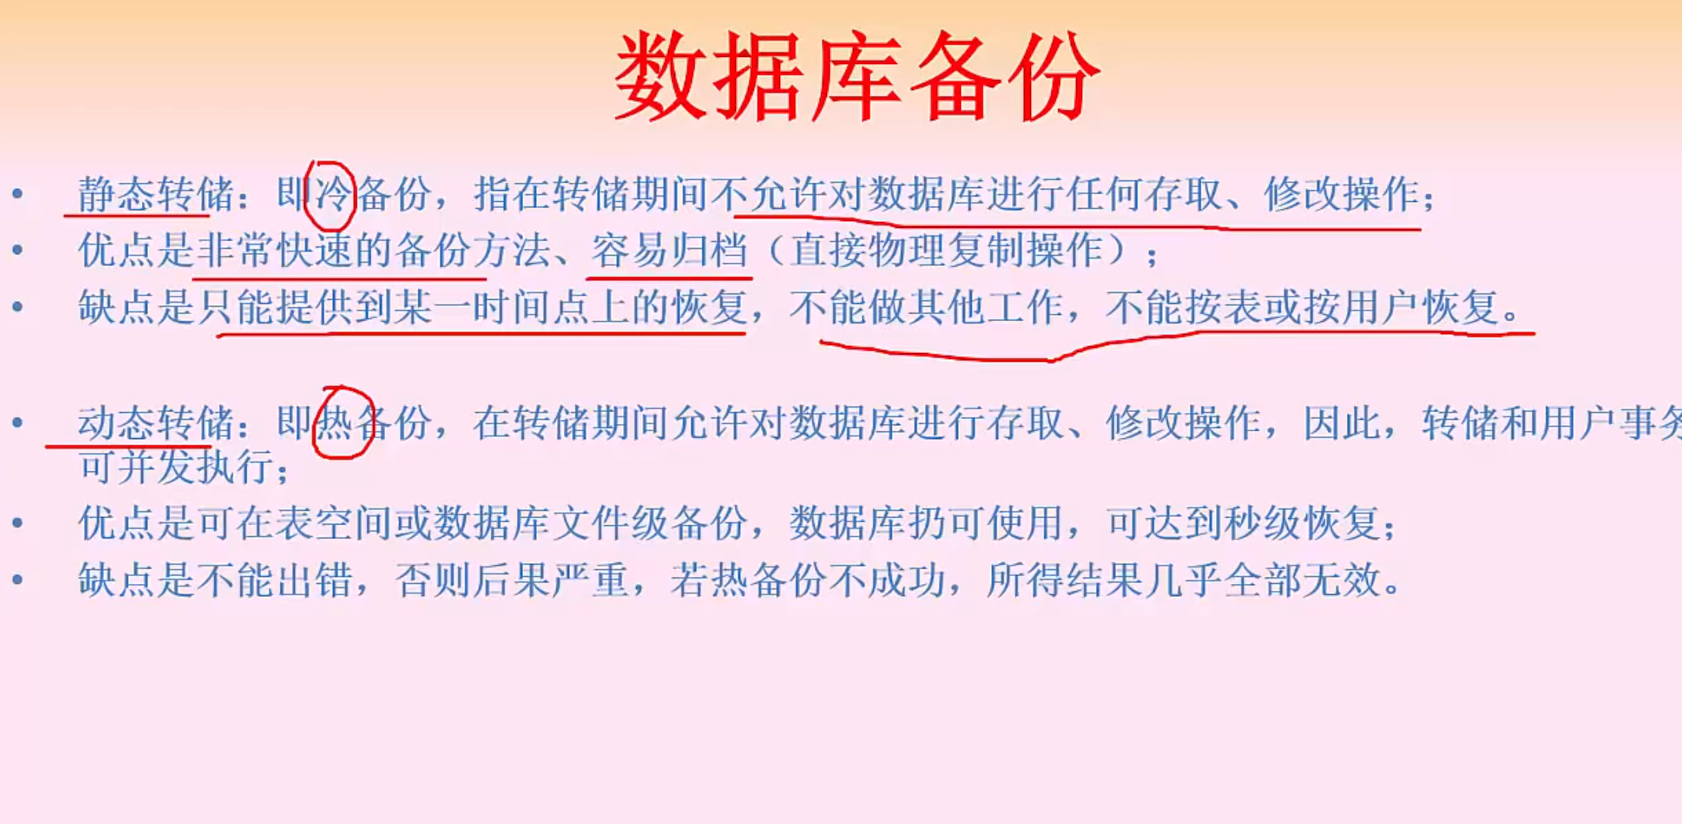 数据库备份
• 静态转储：即冷备份，指在转储期间不允许对数据库进行任何存取、修改操作；
• 优点是非常快速的备份方法、容易归档（直接物理复制操作）；
• 缺点是只能提供到某一时间点上的恢复，不能做其他工作，不能按表或按用户恢复。
• 动态转储：即热备份，在转储期间允许对数据库进行存取、修改操作，因此，转储和用户事务
可并发执行；
• 优点是可在表空间或数据库文件级备份，数据库扔可使用，可达到秒级恢复；
• 缺点是不能出错，否则后果严重，若热备份不成功，所得结果几乎全部无效。